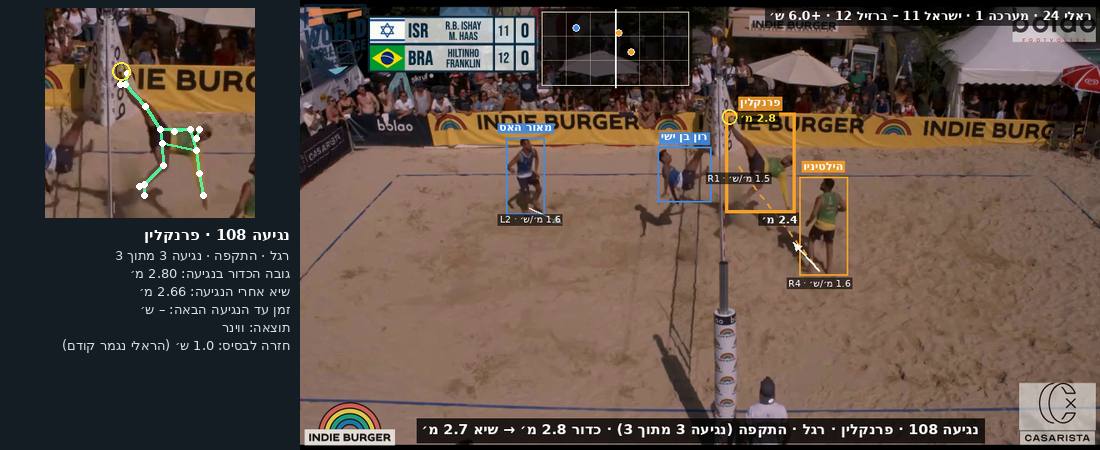 ראלי 24 · מערכה 1 · ישראל 11 – ברזיל 12 · +6.0 ש׳
ISR R.B. ISHAY M. HAAS 11 0
BRA HILTINHO FRANKLIN 12 0
WORLD
INDIE BURGER
bolao
FOOTVOLLEY
INDIE BURGER
bolao
INDIE BURGER
INDIE BURGER
CASARISTA
פרנקלין
2.8 מ׳
מאור האס
רון בן ישי
הילטיניו
R1 · 1.5 מ׳/ש׳
L2 · 1.6 מ׳/ש׳
2.4 מ׳
R4 · 1.6 מ׳/ש׳
נגיעה 108 · פרנקלין
רגל · התקפה · נגיעה 3 מתוך 3
גובה הכדור בנגיעה: 2.80 מ׳
שיא אחרי הנגיעה: 2.66 מ׳
זמן עד הנגיעה הבאה: – ש׳
תוצאה: ווינר
חזרה לבסיס: 1.0 ש׳ (הראלי נגמר קודם)
נגיעה 108 · פרנקלין · רגל · התקפה (נגיעה 3 מתוך 3) · כדור 2.8 מ׳ → שיא 2.7 מ׳
INDIE BURGER
CASARISTA